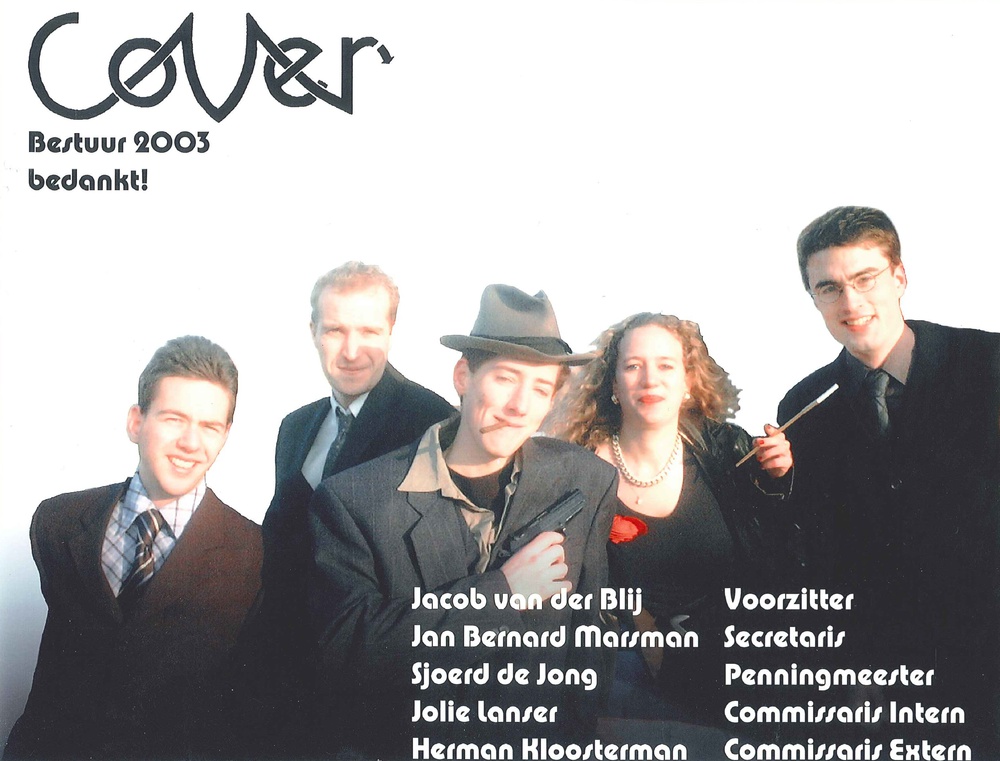 Cover
Bestuur 2003
bedankt!
Jacob van der Blij Voorzitter
Jan Bernard Marsman Secretaris
Sjoerd de Jong Penningmeester
Jolie Lanser Commissaris Intern
Herman Kloosterman Commissaris Extern